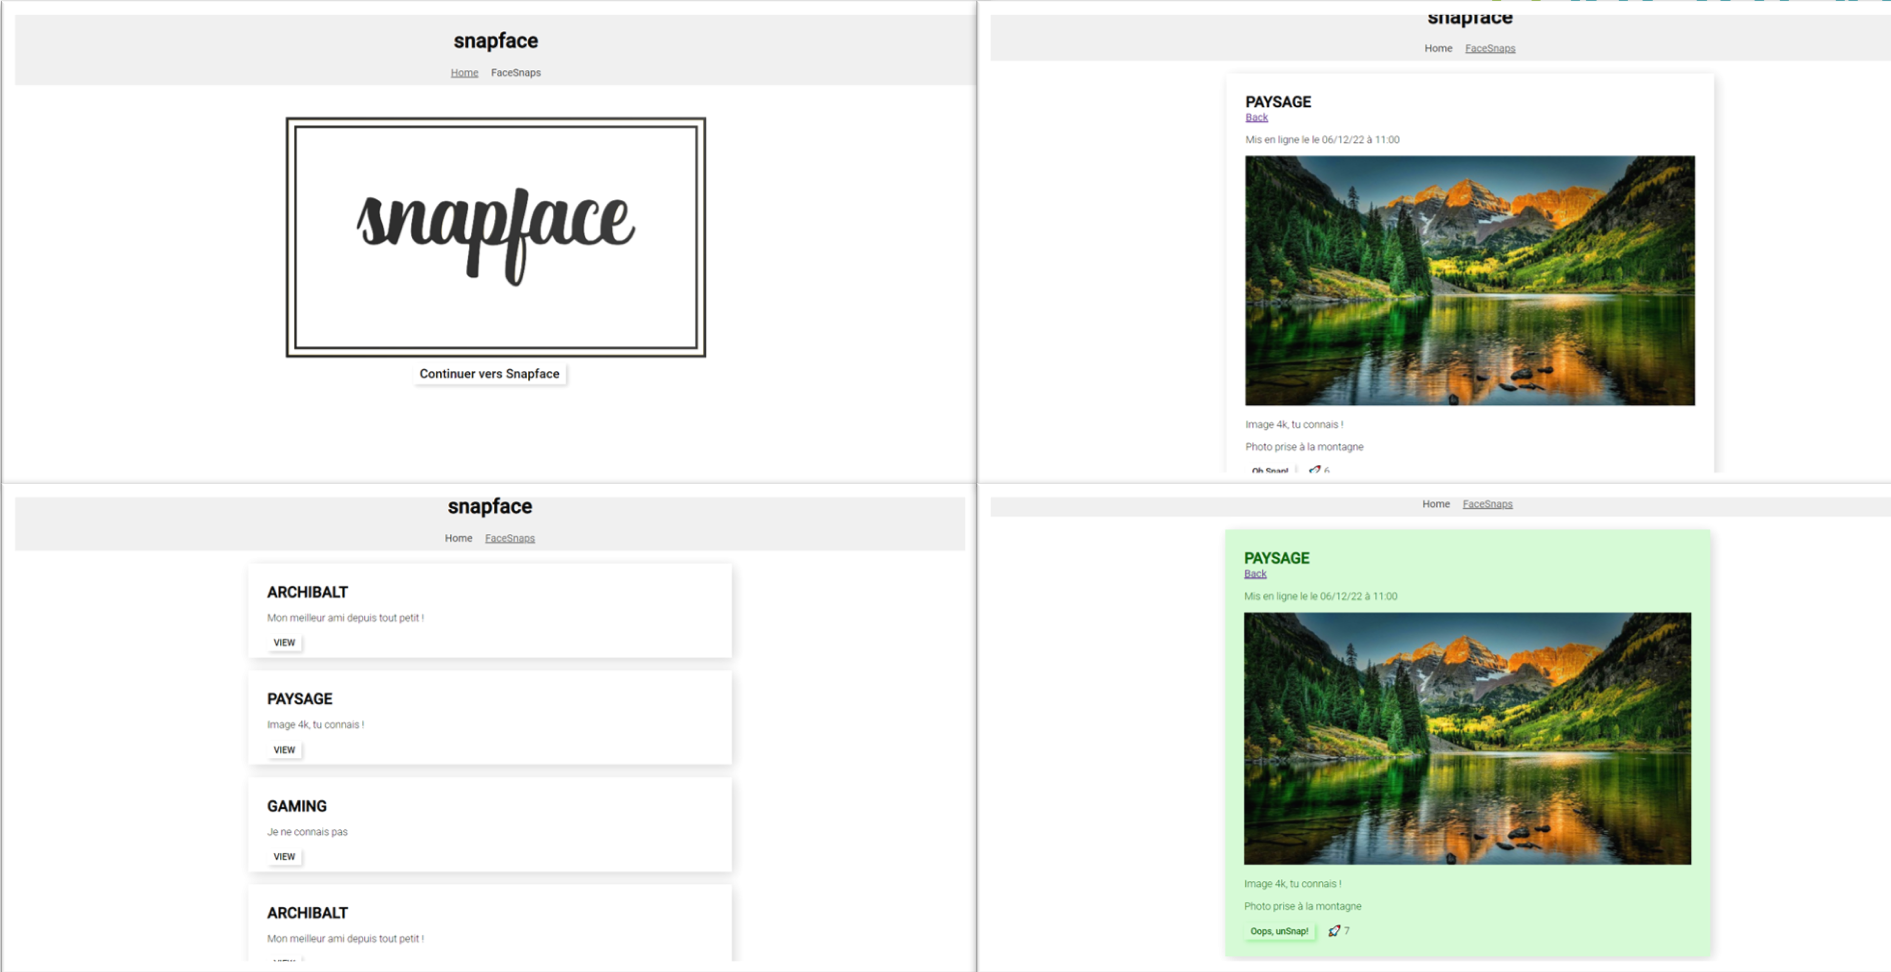 snapface
Home FaceSnaps
snapface
Continuer vers Snapface
snapface
Home FaceSnaps
PAYSAGE
Back
Mis en ligne le le 06/12/22 à 11:00
Image 4k, tu connais !
Photo prise à la montagne
Oh Snap! 6
snapface
Home FaceSnaps
ARCHIBALT
Mon meilleur ami depuis tout petit !
VIEW
PAYSAGE
Image 4k, tu connais !
VIEW
GAMING
Je ne connais pas
VIEW
ARCHIBALT
Mon meilleur ami depuis tout petit !
VIEW
Home FaceSnaps
PAYSAGE
Back
Mis en ligne le le 06/12/22 à 11:00
Image 4k, tu connais !
Photo prise à la montagne
Oops, unSnap! 7